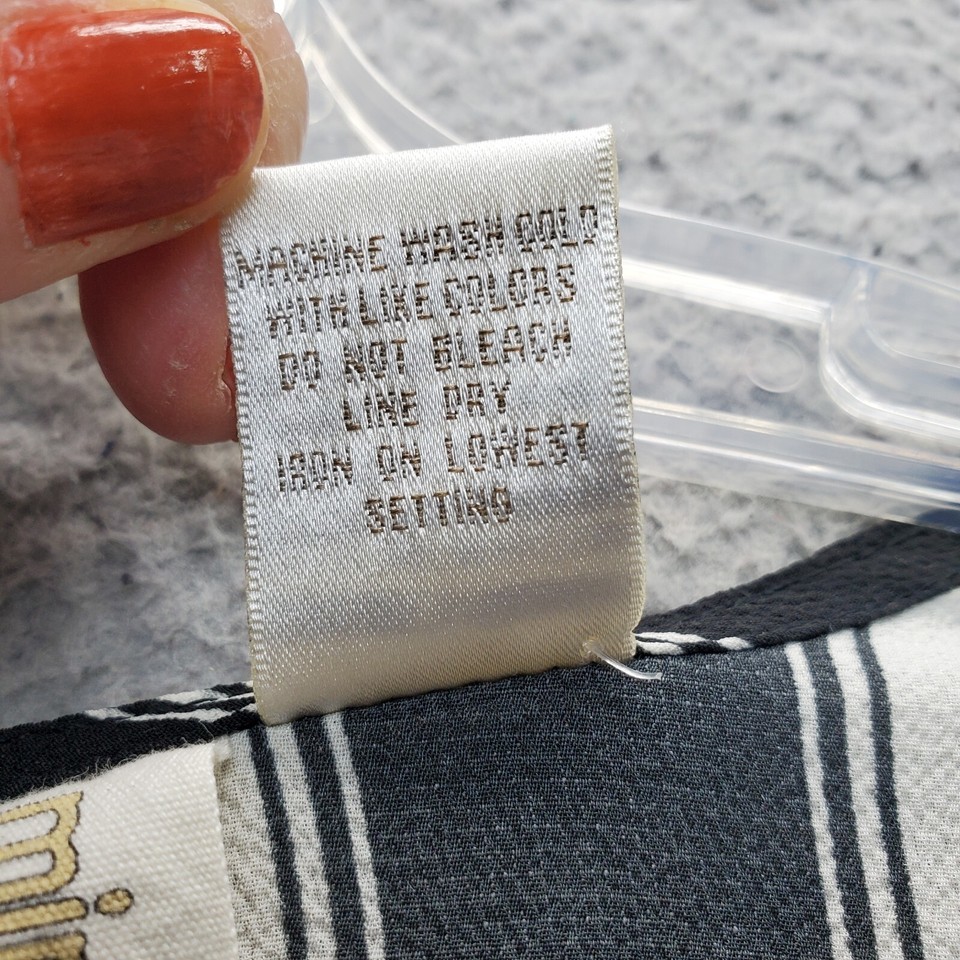 MACHINE WASH COLD
WITH LIKE COLORS
DO NOT BLEACH
LINE DRY
IRON ON LOWEST
SETTING